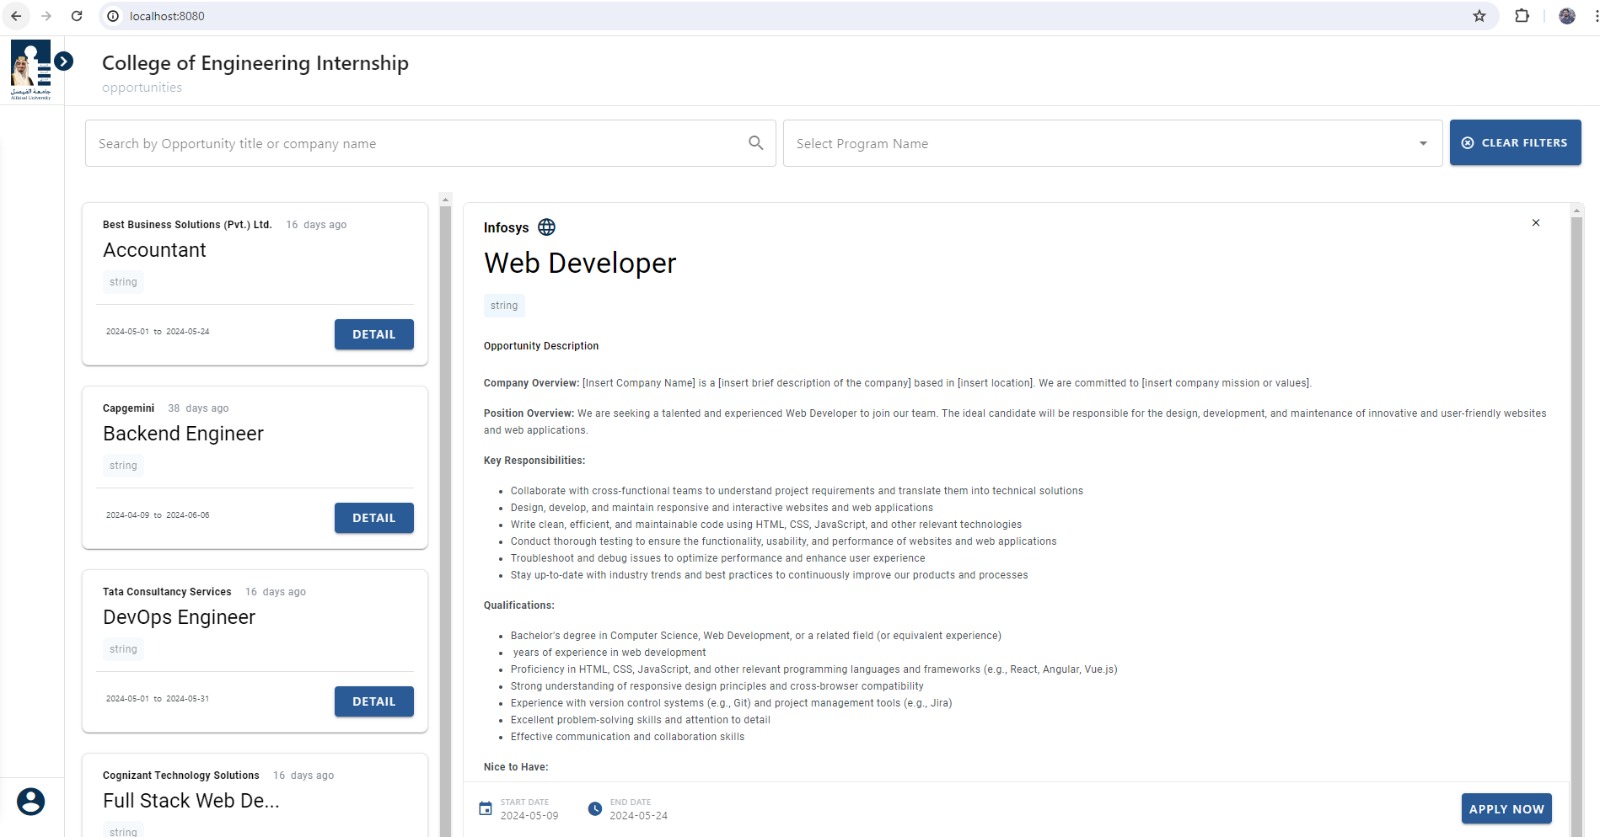 localhost:8080
جامعة الفيصل
Alfaisal University
College of Engineering Internship
opportunities
Search by Opportunity title or company name
Select Program Name
CLEAR FILTERS
Best Business Solutions (Pvt.) Ltd. 16 days ago
Accountant
string
2024-05-01 to 2024-05-24
DETAIL
Capgemini 38 days ago
Backend Engineer
string
2024-04-09 to 2024-06-06
DETAIL
Tata Consultancy Services 16 days ago
DevOps Engineer
string
2024-05-01 to 2024-05-31
DETAIL
Cognizant Technology Solutions 16 days ago
Full Stack Web De...
string
Infosys
Web Developer
string
Opportunity Description
Company Overview: [Insert Company Name] is a [insert brief description of the company] based in [insert location]. We are committed to [insert company mission or values].
Position Overview: We are seeking a talented and experienced Web Developer to join our team. The ideal candidate will be responsible for the design, development, and maintenance of innovative and user-friendly websites
and web applications.
Key Responsibilities:
• Collaborate with cross-functional teams to understand project requirements and translate them into technical solutions
• Design, develop, and maintain responsive and interactive websites and web applications
• Write clean, efficient, and maintainable code using HTML, CSS, JavaScript, and other relevant technologies
• Conduct thorough testing to ensure the functionality, usability, and performance of websites and web applications
• Troubleshoot and debug issues to optimize performance and enhance user experience
• Stay up-to-date with industry trends and best practices to continuously improve our products and processes
Qualifications:
• Bachelor's degree in Computer Science, Web Development, or a related field (or equivalent experience)
• years of experience in web development
• Proficiency in HTML, CSS, JavaScript, and other relevant programming languages and frameworks (e.g., React, Angular, Vue.js)
• Strong understanding of responsive design principles and cross-browser compatibility
• Experience with version control systems (e.g., Git) and project management tools (e.g., Jira)
• Excellent problem-solving skills and attention to detail
• Effective communication and collaboration skills
Nice to Have:
START DATE
2024-05-09
END DATE
2024-05-24
APPLY NOW